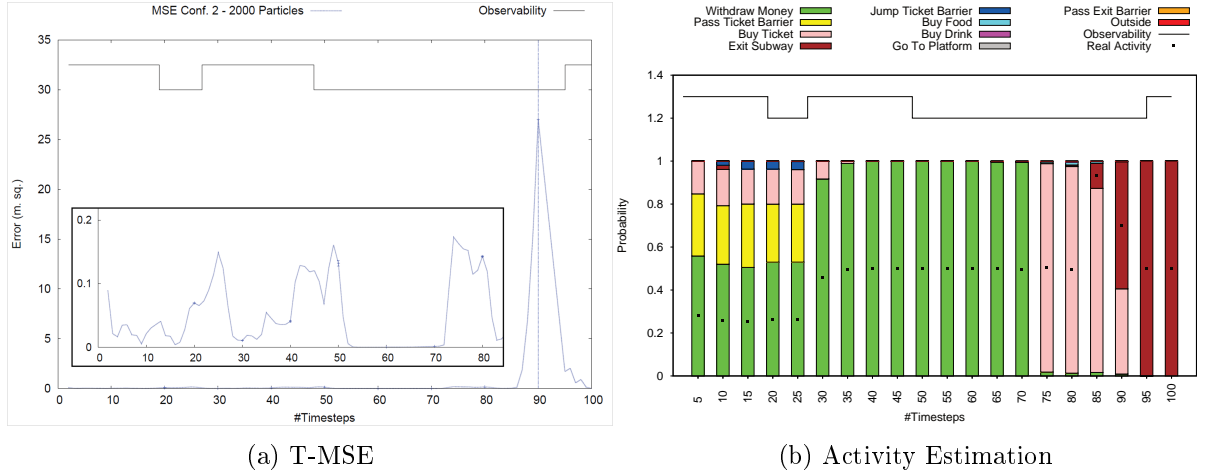 MSE Conf. 2 - 2000 Particles
Observability
35
30
25
20
15
10
5
0
Error (m. sq.)
0.2
0.1
0
0 10 20 30 40 50 60 70 80
0 10 20 30 40 50 60 70 80 90 100
#Timesteps
(a) T-MSE
Withdraw Money
Pass Ticket Barrier
Buy Ticket
Exit Subway
Jump Ticket Barrier
Buy Food
Buy Drink
Go To Platform
Pass Exit Barrier
Outside
Observability
Real Activity
1.4
1.2
1
0.8
0.6
0.4
0.2
0
Probability
5 10 15 20 25 30 35 40 45 50 55 60 65 70 75 80 85 90 95 100
#Timesteps
(b) Activity Estimation